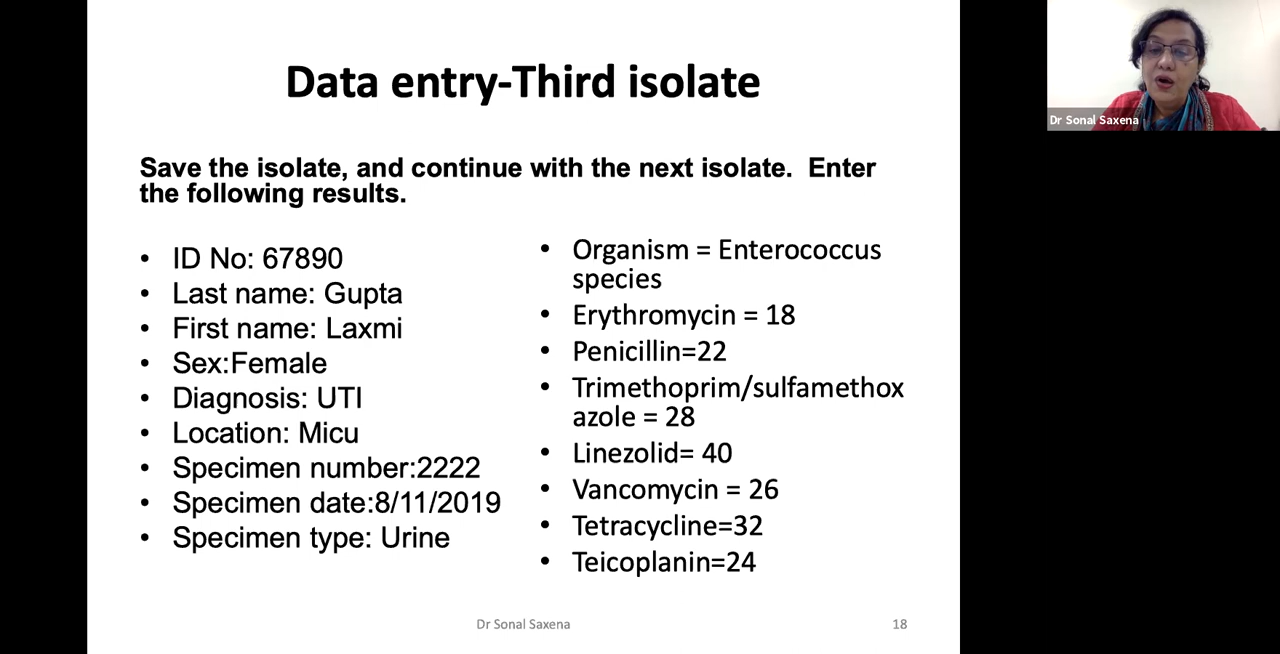 Data entry-Third isolate
Save the isolate, and continue with the next isolate. Enter
the following results.
• ID No: 67890
• Last name: Gupta
• First name: Laxmi
• Sex:Female
• Diagnosis: UTI
• Location: Micu
• Specimen number:2222
• Specimen date:8/11/2019
• Specimen type: Urine
• Organism = Enterococcus
species
• Erythromycin = 18
• Penicillin=22
• Trimethoprim/sulfamethox
azole = 28
• Linezolid= 40
• Vancomycin = 26
• Tetracycline=32
• Teicoplanin=24
Dr Sonal Saxena
18
Dr Sonal Saxena